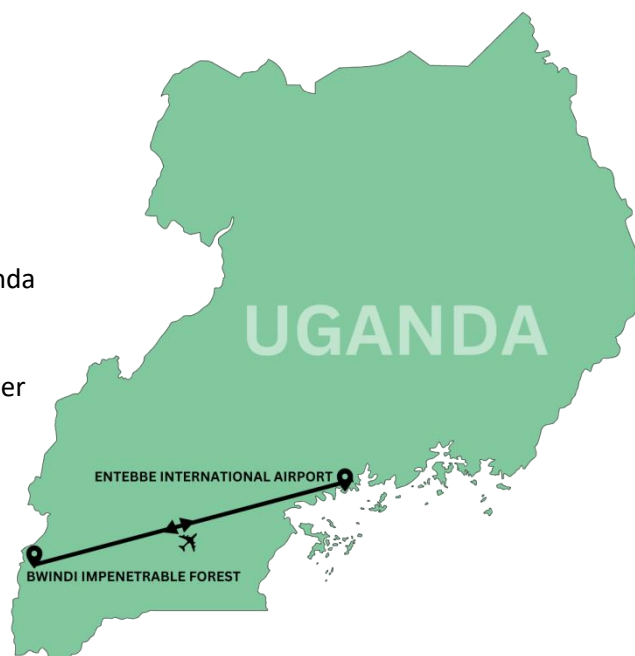 nda
UGANDA
er
ENTEBBE INTERNATIONAL AIRPORT
BWINDI IMPENETRABLE FOREST